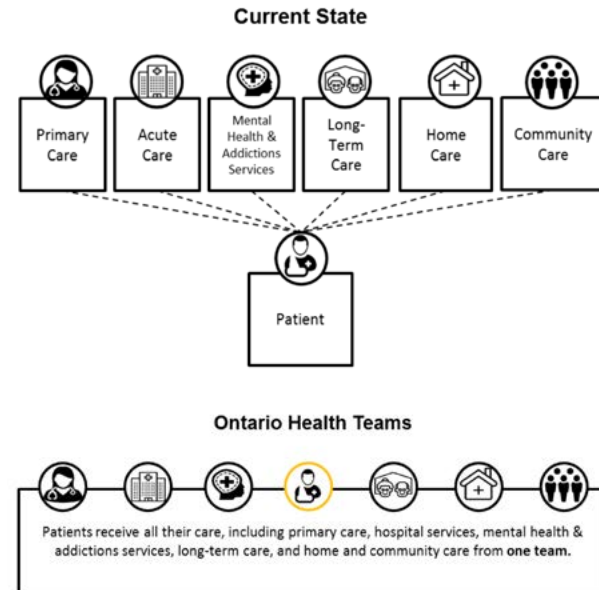 Current State
Primary
Care
Acute
Care
Mental
Health &
Addictions
Services
Long-
Term
Care
Home
Care
Community
Care
Patient
Ontario Health Teams
Patients receive all their care, including primary care, hospital services, mental health &
addictions services, long-term care, and home and community care from one team.